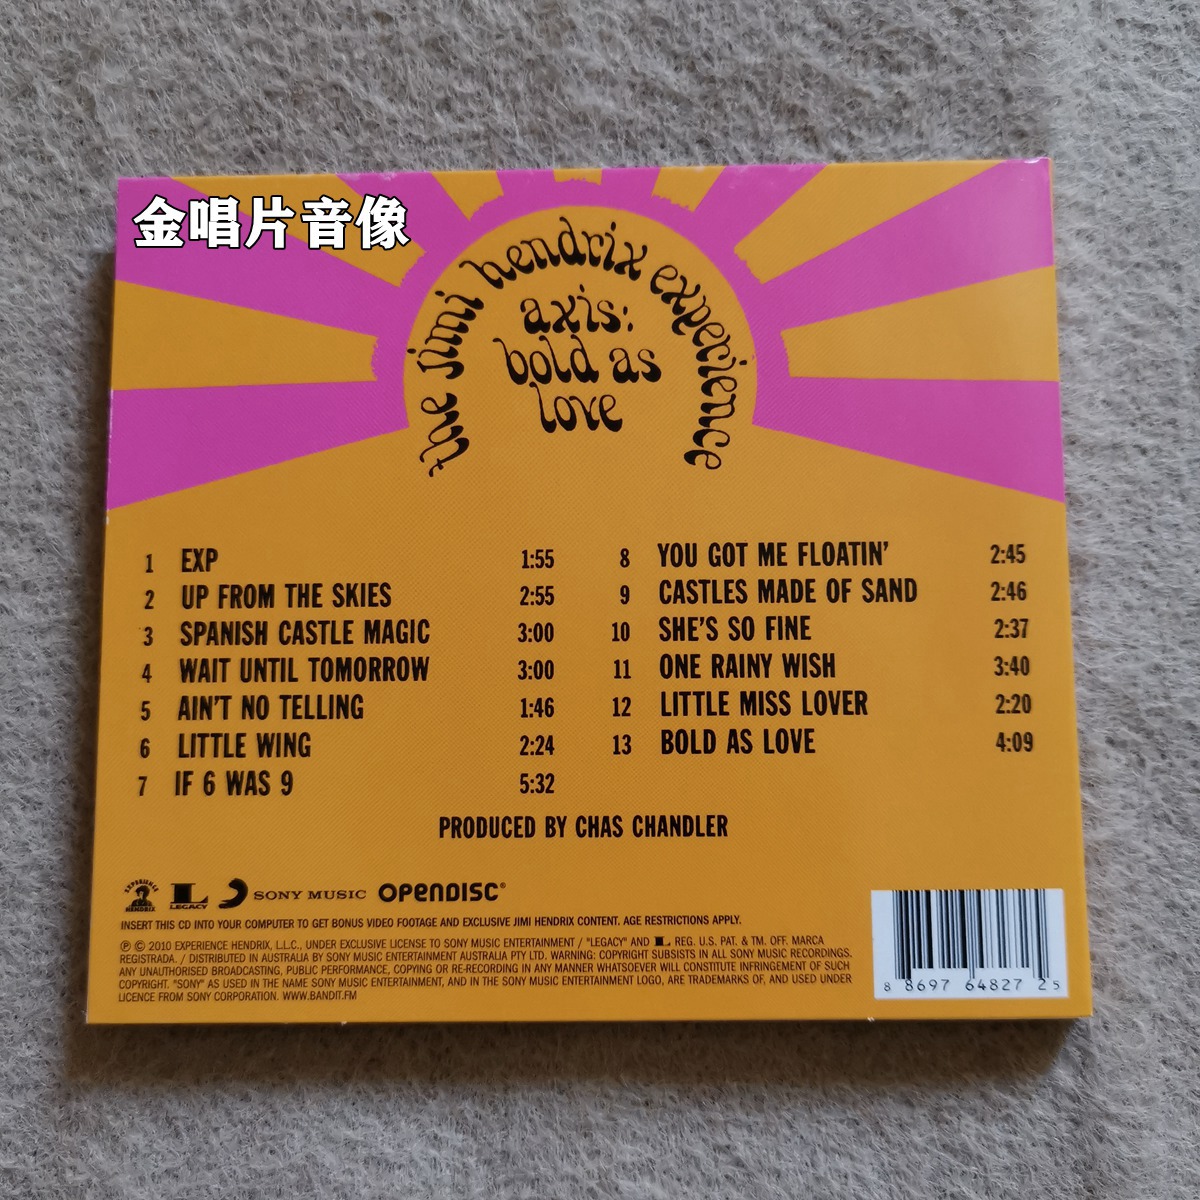 金唱片音像
the jimi hendrix experience
axis:
bold as
love
1 EXP 1:55
2 UP FROM THE SKIES 2:55
3 SPANISH CASTLE MAGIC 3:00
4 WAIT UNTIL TOMORROW 3:00
5 AIN'T NO TELLING 1:46
6 LITTLE WING 2:24
7 IF 6 WAS 9 5:32
8 YOU GOT ME FLOATIN' 2:45
9 CASTLES MADE OF SAND 2:46
10 SHE'S SO FINE 2:37
11 ONE RAINY WISH 3:40
12 LITTLE MISS LOVER 2:20
13 BOLD AS LOVE 4:09
PRODUCED BY CHAS CHANDLER
EXPERIENCE HENDRIX L LEGACY SONY MUSIC OPENDISC®
INSERT THIS CD INTO YOUR COMPUTER TO GET BONUS VIDEO FOOTAGE AND EXCLUSIVE JIMI HENDRIX CONTENT. AGE RESTRICTIONS APPLY.
℗ © 2010 EXPERIENCE HENDRIX, L.L.C., UNDER EXCLUSIVE LICENSE TO SONY MUSIC ENTERTAINMENT / "LEGACY" AND L REG. U.S. PAT. & TM. OFF. MARCA
REGISTRADA. / DISTRIBUTED IN AUSTRALIA BY SONY MUSIC ENTERTAINMENT AUSTRALIA PTY LTD. WARNING: COPYRIGHT SUBSISTS IN ALL SONY MUSIC RECORDINGS.
ANY UNAUTHORISED BROADCASTING, PUBLIC PERFORMANCE, COPYING OR RE-RECORDING IN ANY MANNER WHATSOEVER WILL CONSTITUTE INFRINGEMENT OF SUCH
COPYRIGHT. "SONY" AS USED IN THE NAME SONY MUSIC ENTERTAINMENT, AND IN THE SONY MUSIC ENTERTAINMENT LOGO, ARE TRADEMARKS OF, AND USED UNDER
LICENCE FROM SONY CORPORATION. WWW.BANDIT.FM
8 8697 64827 2 5